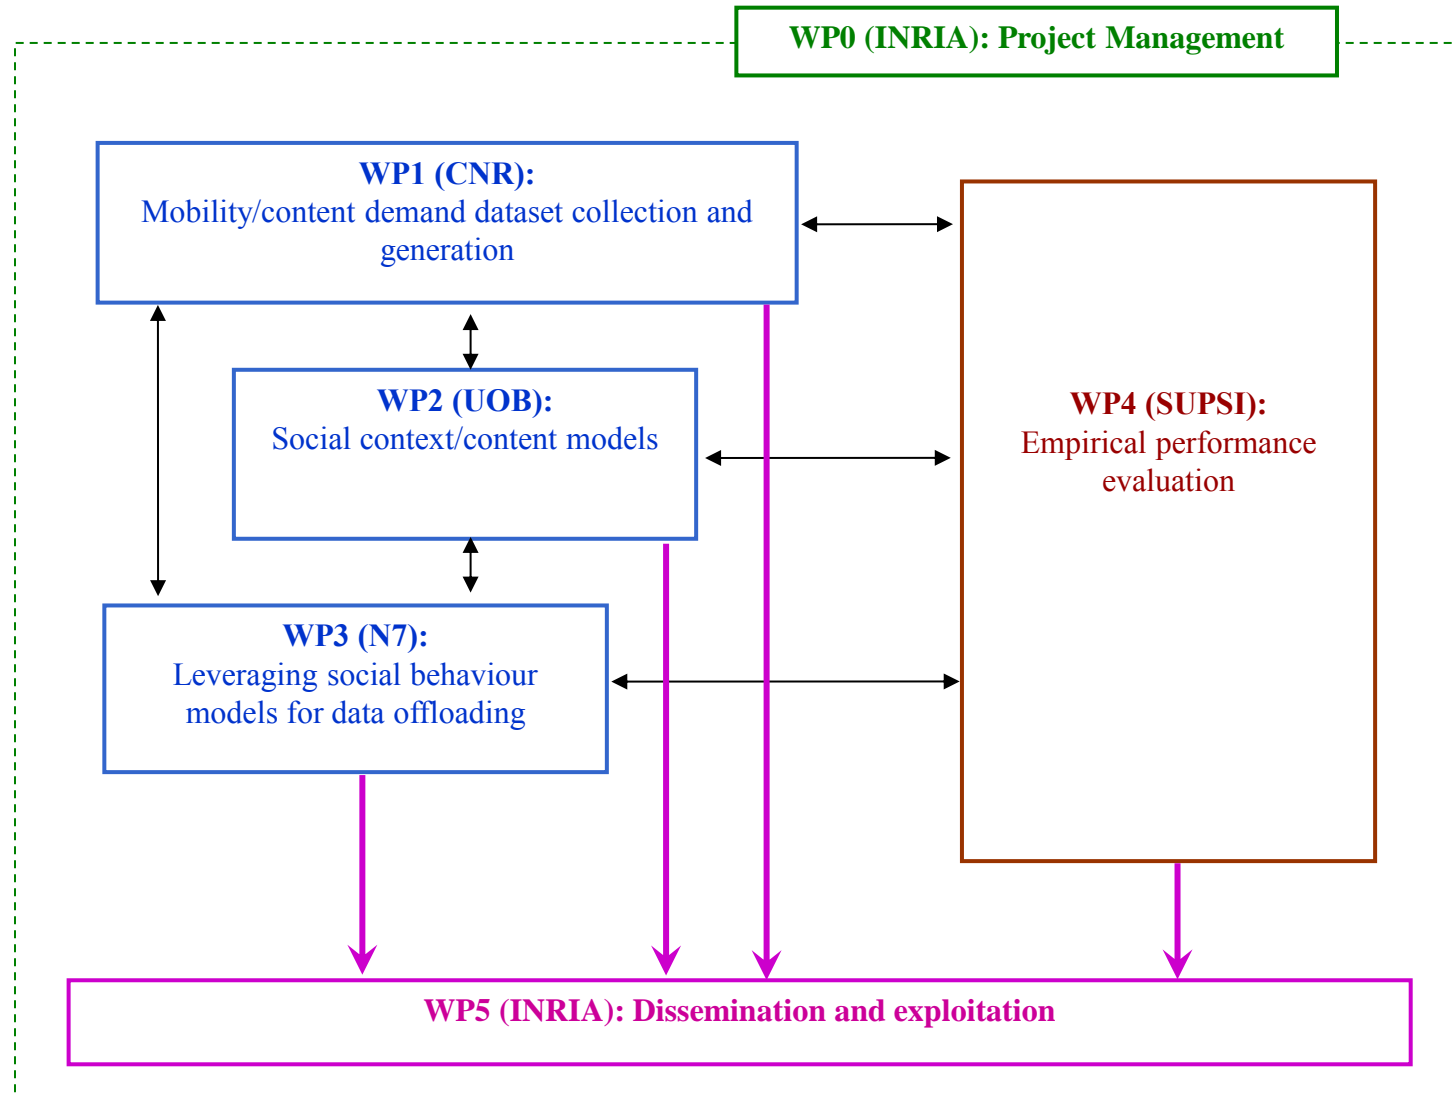 WP0 (INRIA): Project Management
WP1 (CNR):
Mobility/content demand dataset collection and
generation
WP2 (UOB):
Social context/content models
WP4 (SUPSI):
Empirical performance
evaluation
WP3 (N7):
Leveraging social behaviour
models for data offloading
WP5 (INRIA): Dissemination and exploitation